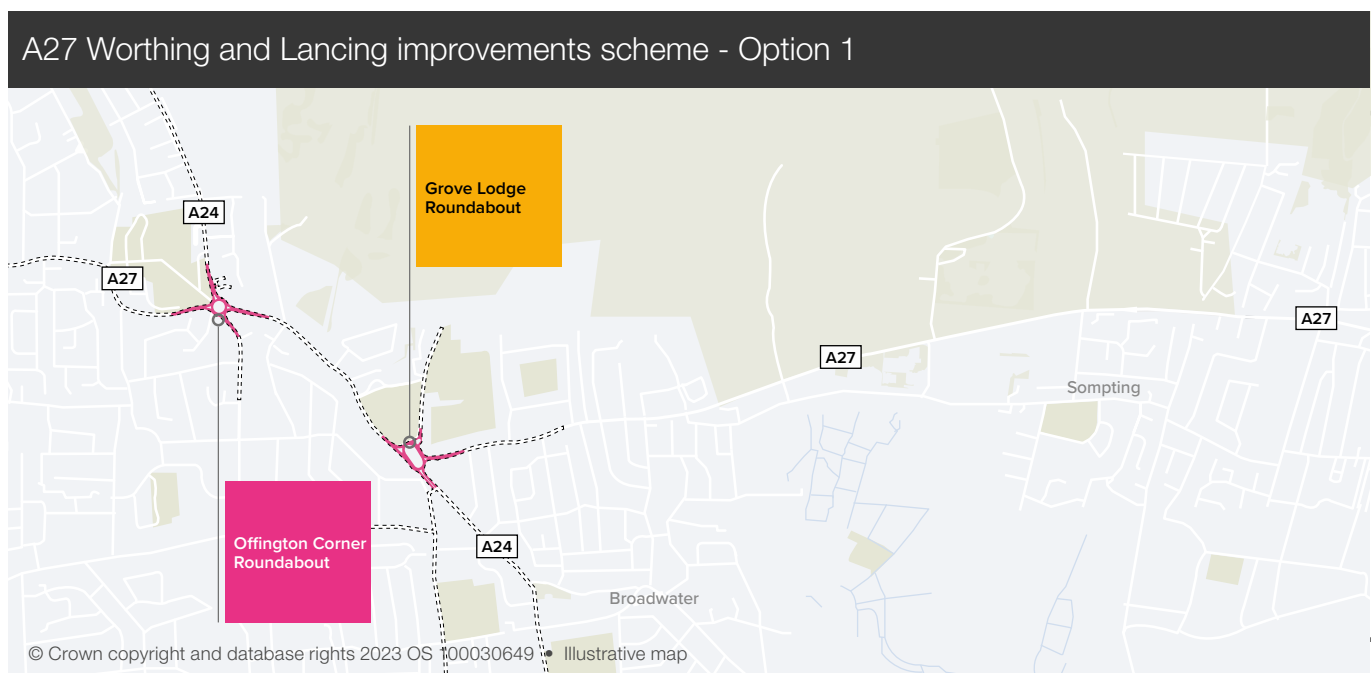 A27 Worthing and Lancing improvements scheme - Option 1
Grove Lodge
Roundabout
A24
A27
A27
A27
Sompting
Offington Corner
Roundabout
A24
Broadwater
© Crown copyright and database rights 2023 OS 100030649 • Illustrative map